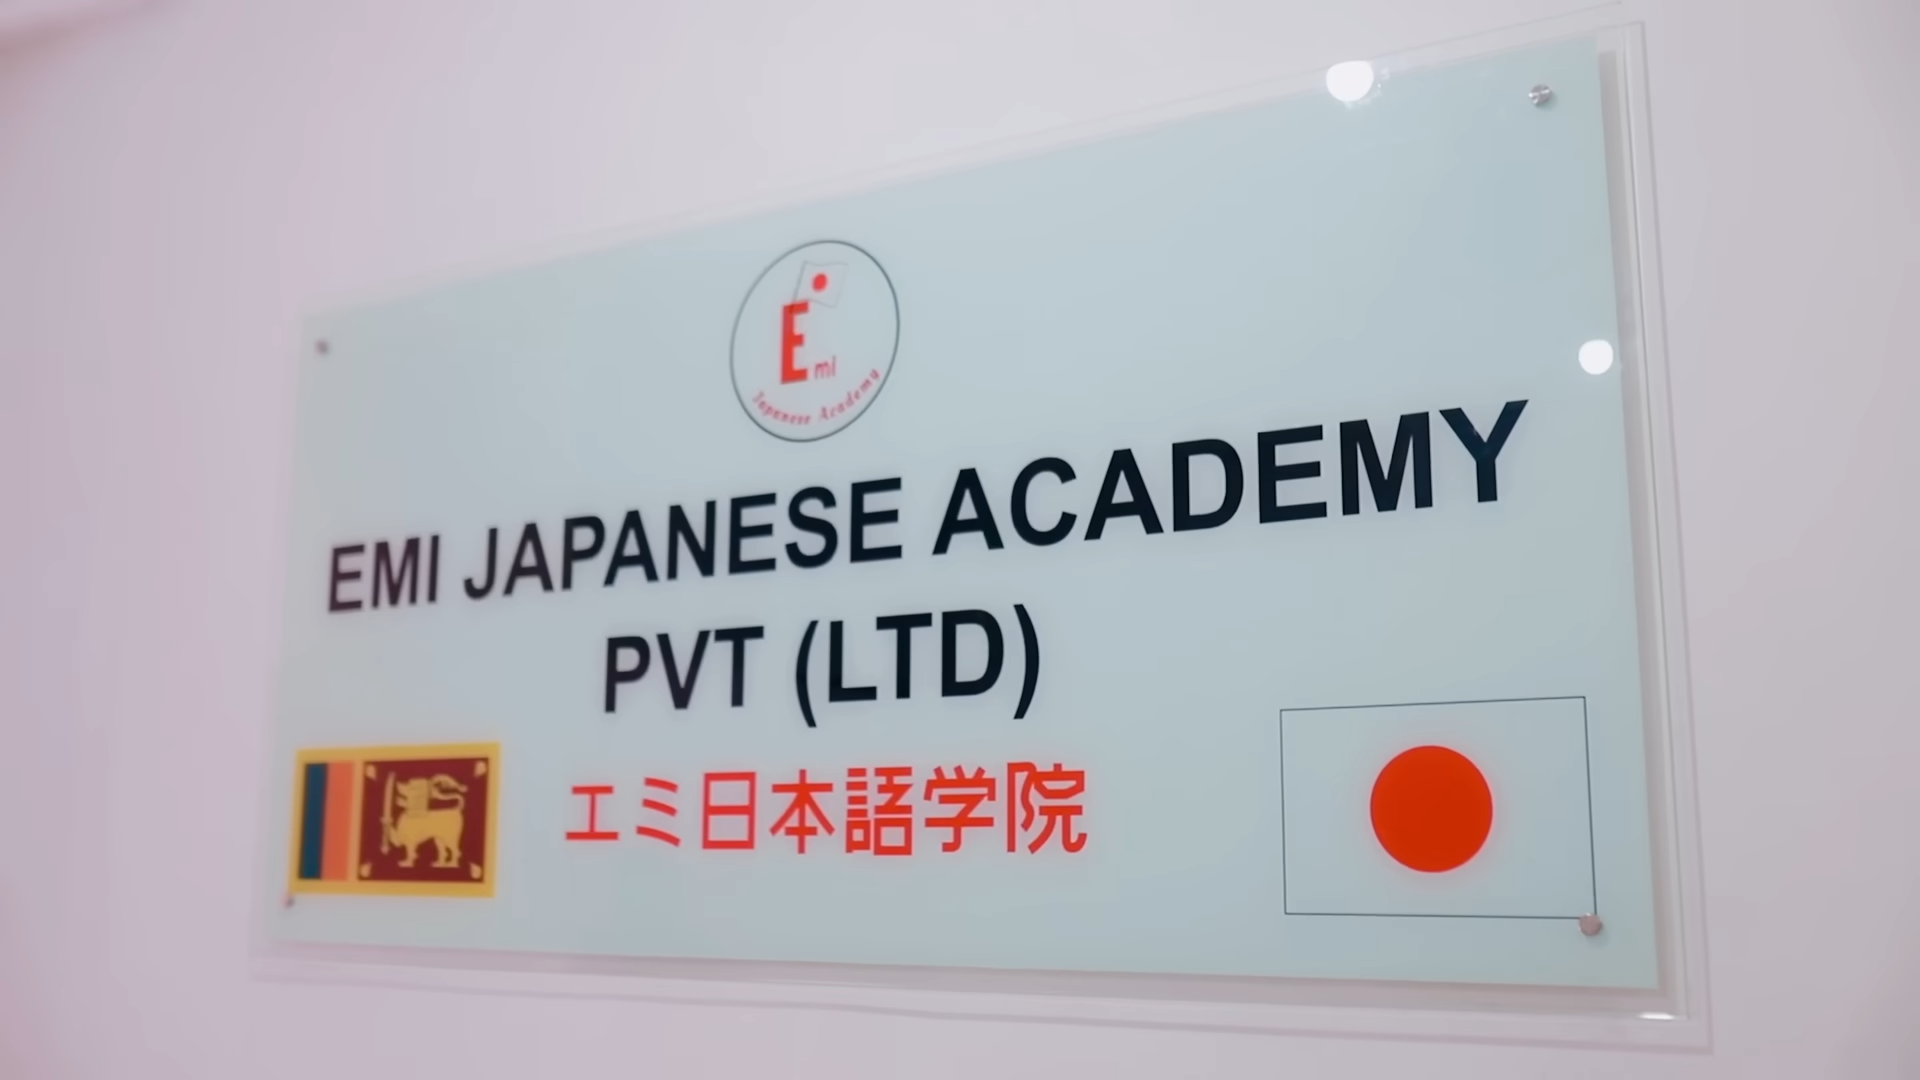 Emi
Japanese Academy
EMI JAPANESE ACADEMY
PVT (LTD)
エミ日本語学院